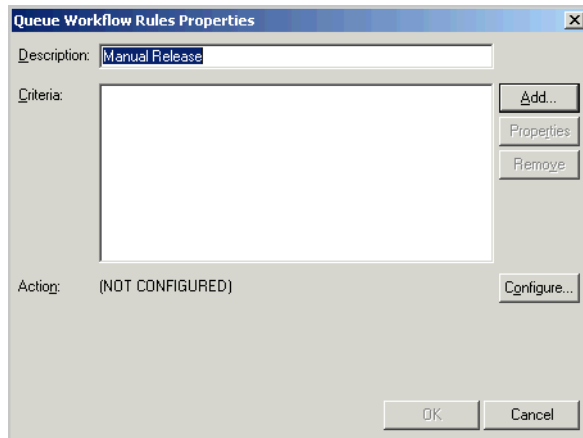 Queue Workflow Rules Properties
Description: Manual Release
Criteria:
Add...
Properties
Remove
Action: (NOT CONFIGURED) Configure...
OK Cancel